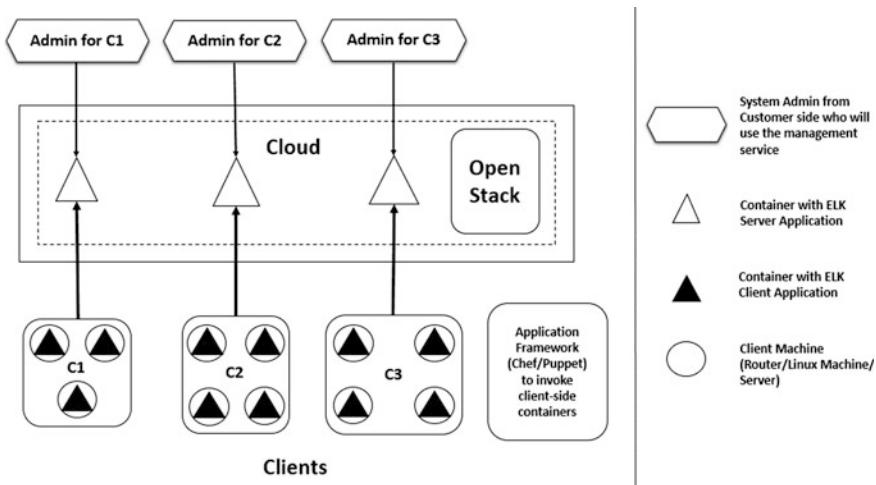 Admin for C1
Admin for C2
Admin for C3
Cloud
Open
Stack
C1
C2
C3
Application
Framework
(Chef/Puppet)
to invoke
client-side
containers
Clients
System Admin from
Customer side who will
use the management
service
Container with ELK
Server Application
Container with ELK
Client Application
Client Machine
(Router/Linux Machine/
Server)